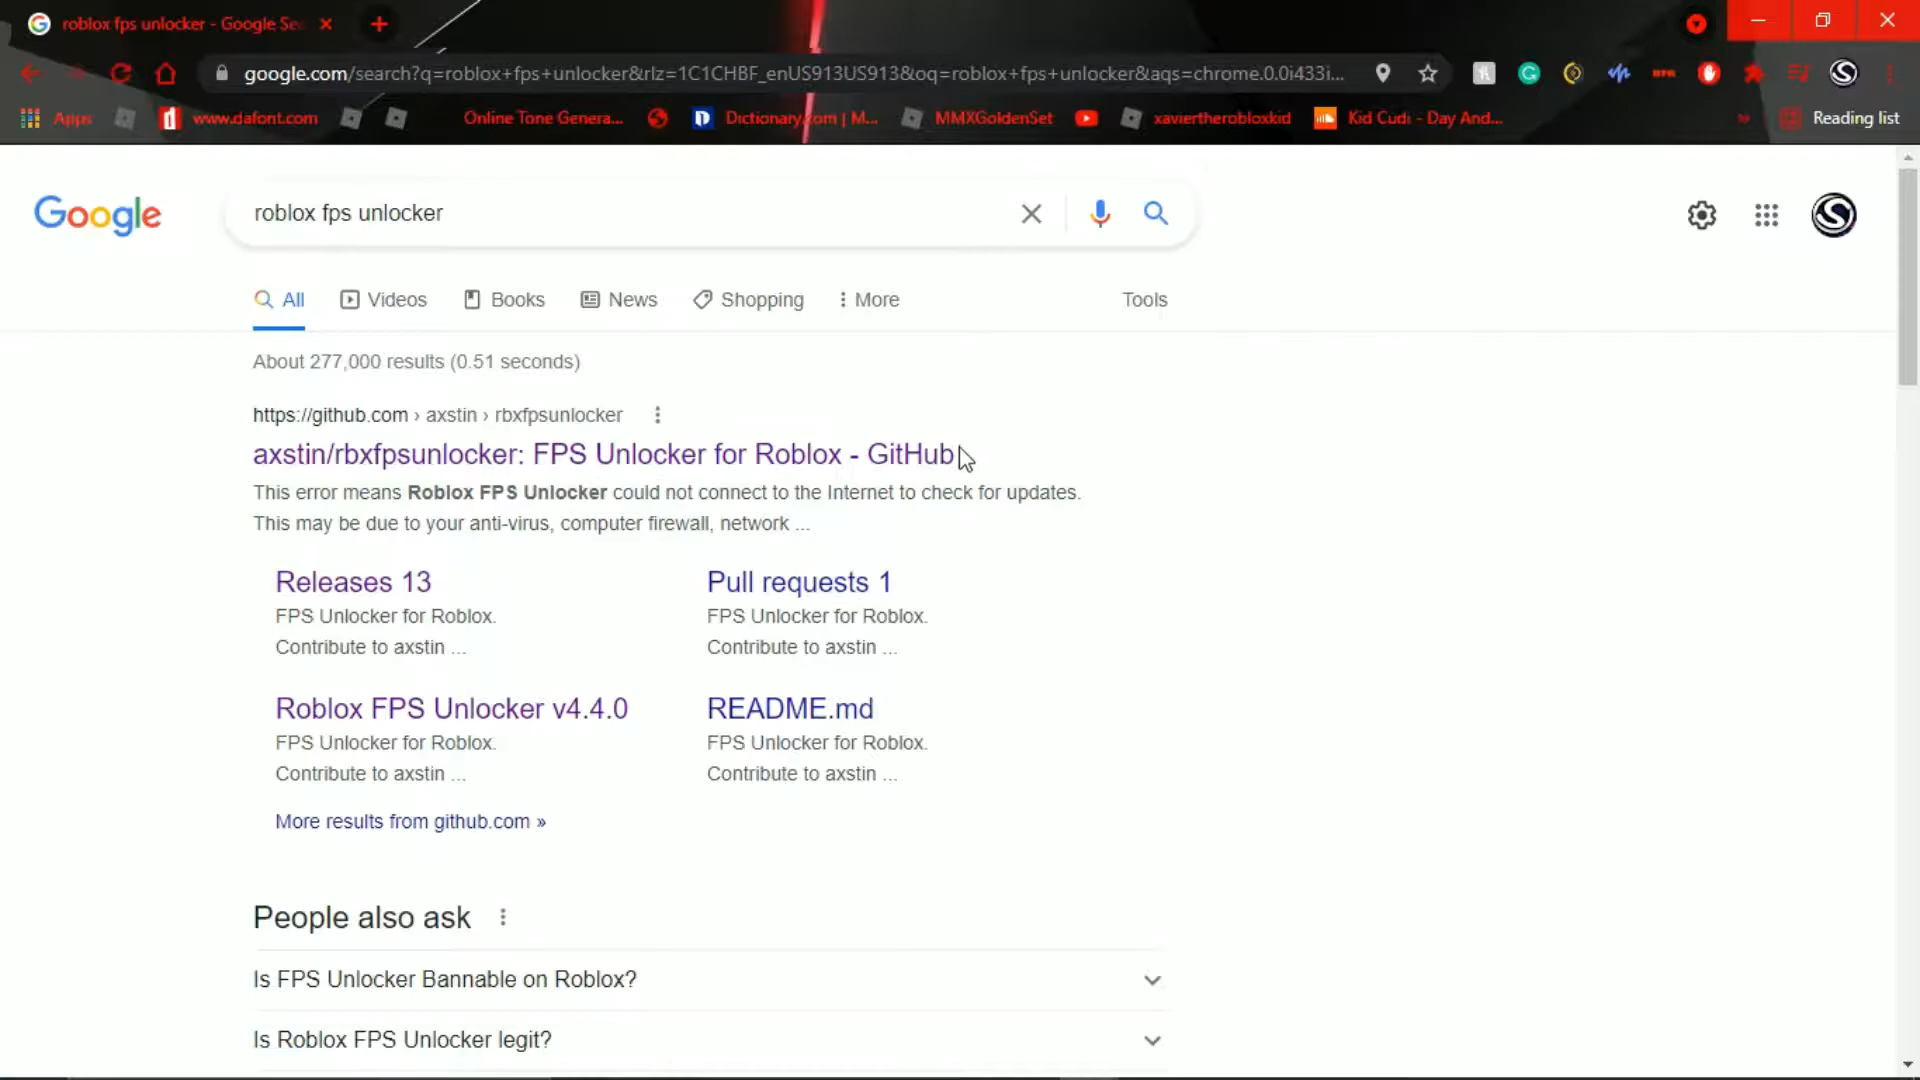 roblox fps unlocker - Google Se
google.com/search?q=roblox+fps+unlocker&rlz=1C1CHBF_enUS913US913&oq=roblox+fps+unlocker&aqs=chrome.0.0i433i...
Apps www.dafont.com Online Tone Genera... Dictionary.com | M... MMXGoldenSet xaviertherobloxkid Kid Cudi - Day And... Reading list
Google roblox fps unlocker
All Videos Books News Shopping More Tools
About 277,000 results (0.51 seconds)
https://github.com › axstin › rbxfpsunlocker
axstin/rbxfpsunlocker: FPS Unlocker for Roblox - GitHub
This error means Roblox FPS Unlocker could not connect to the Internet to check for updates.
This may be due to your anti-virus, computer firewall, network ...
Releases 13 Pull requests 1
FPS Unlocker for Roblox. FPS Unlocker for Roblox.
Contribute to axstin ... Contribute to axstin ...
Roblox FPS Unlocker v4.4.0 README.md
FPS Unlocker for Roblox. FPS Unlocker for Roblox.
Contribute to axstin ... Contribute to axstin ...
More results from github.com »
People also ask
Is FPS Unlocker Bannable on Roblox?
Is Roblox FPS Unlocker legit?